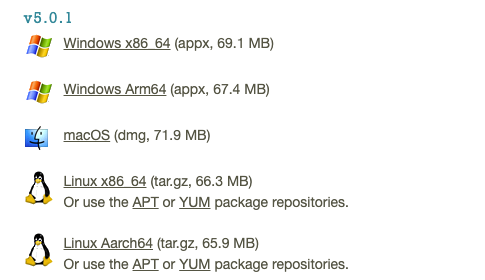 v5.0.1
Windows x86_64 (appx, 69.1 MB)
Windows Arm64 (appx, 67.4 MB)
macOS (dmg, 71.9 MB)
Linux x86_64 (tar.gz, 66.3 MB)
Or use the APT or YUM package repositories.
Linux Aarch64 (tar.gz, 65.9 MB)
Or use the APT or YUM package repositories.